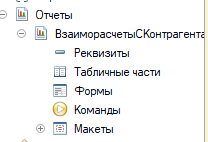 Отчеты
ВзаиморасчетыСКонтрагента
Реквизиты
Табличные части
Формы
Команды
Макеты